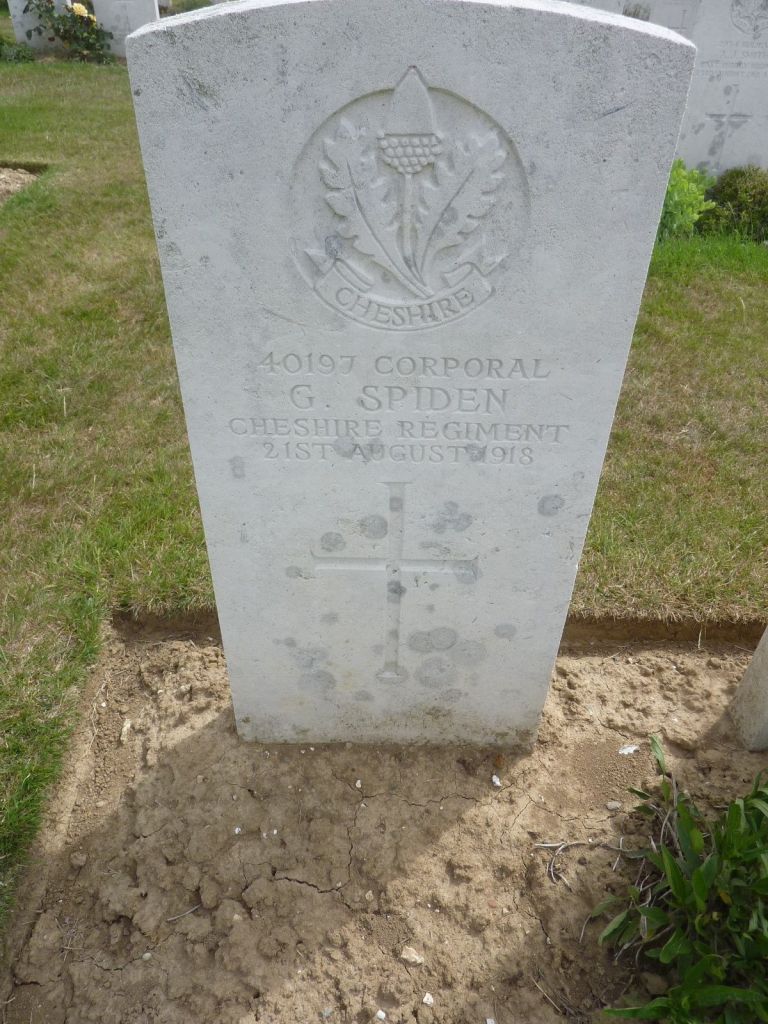 CHESHIRE
40197 CORPORAL
G. SPIDEN
CHESHIRE REGIMENT
21ST AUGUST 1918